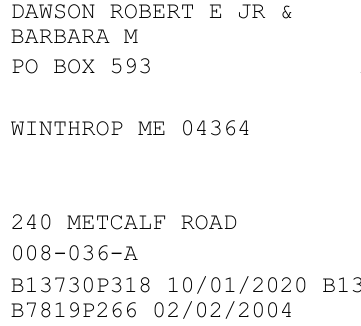 DAWSON ROBERT E JR &
BARBARA M
PO BOX 593
WINTHROP ME 04364
240 METCALF ROAD
008-036-A
B13730P318 10/01/2020 B13
B7819P266 02/02/2004